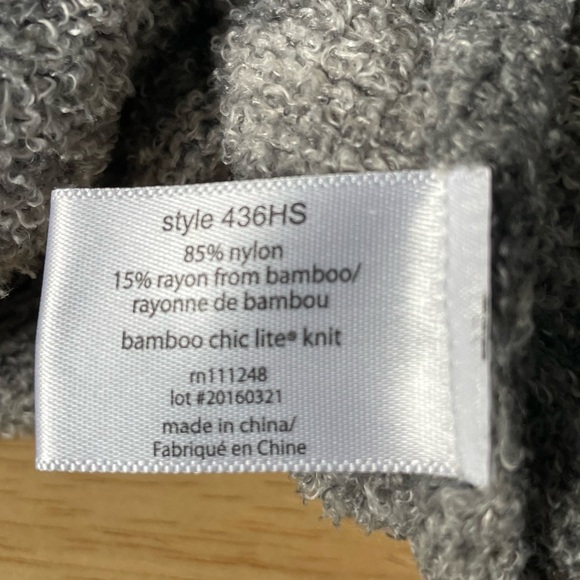 style 436HS
85% nylon
15% rayon from bamboo/
rayonne de bambou
bamboo chic lite® knit
rn111248
lot #20160321
made in china/
Fabriqué en Chine